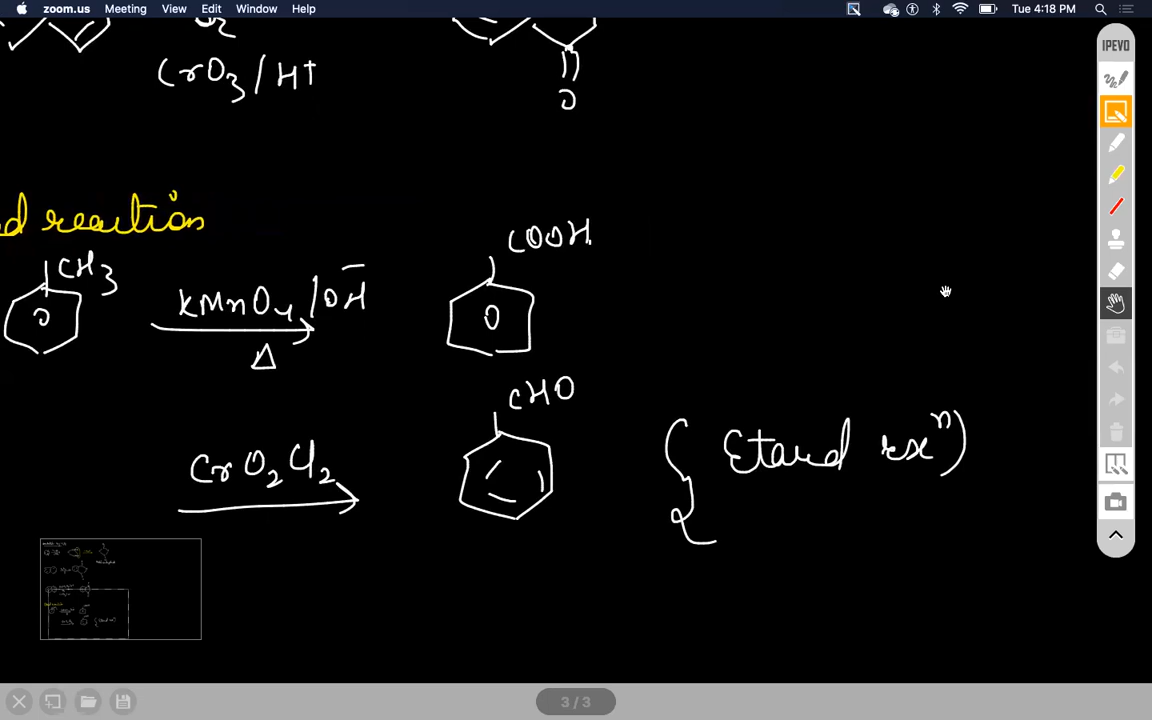 zoom.us Meeting View Edit Window Help Tue 4:18 PM
IPEVO
CrO3/H+
O
d reaction
COOH
CH3
KMnO4/OH-
O
O
Δ
CHO
CrO2Cl2
{ Etard rxn)
3 / 3